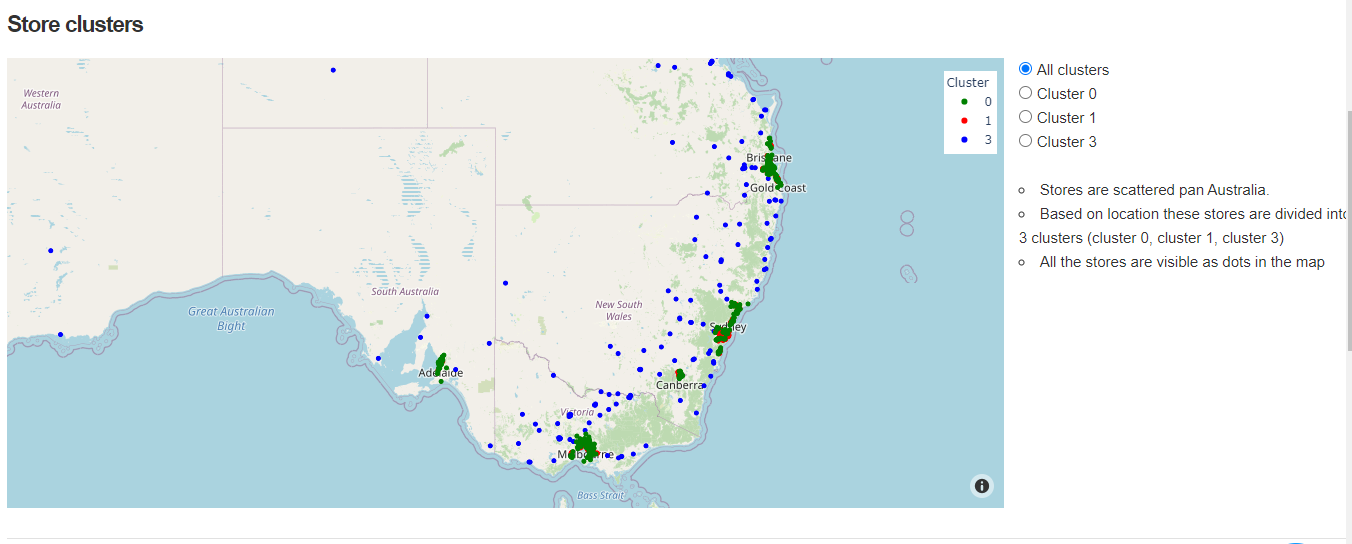 Store clusters
Western
Australia
Great Australian
Bight
South Australia
Adelaide
New South
Wales
Victoria
Melbourne
Bass Strait
Canberra
Sydney
Brisbane
Gold Coast
Cluster
0
1
3
All clusters
Cluster 0
Cluster 1
Cluster 3
Stores are scattered pan Australia.
Based on location these stores are divided into
3 clusters (cluster 0, cluster 1, cluster 3)
All the stores are visible as dots in the map